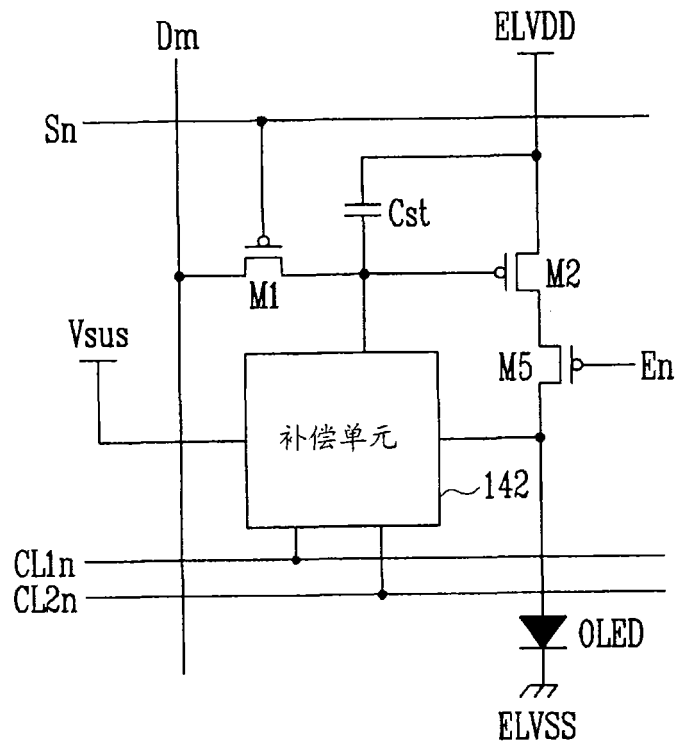 Dm
ELVDD
Sn
Cst
M1
M2
Vsus
M5
En
补偿单元
142
CL1n
CL2n
OLED
ELVSS